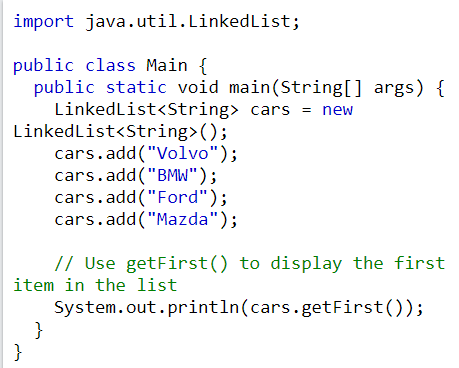 import java.util.LinkedList;

public class Main {
  public static void main(String[] args) {
    LinkedList<String> cars = new
LinkedList<String>();
    cars.add("Volvo");
    cars.add("BMW");
    cars.add("Ford");
    cars.add("Mazda");

    // Use getFirst() to display the first
item in the list
    System.out.println(cars.getFirst());
  }
}